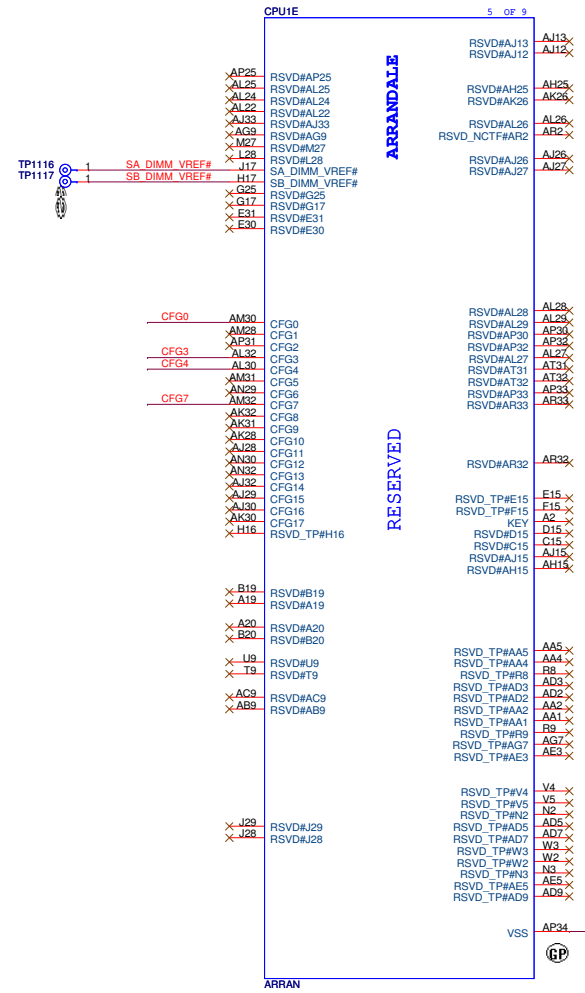 CPU1E
5 OF 9
ARRANDALE
RESERVED
AP25 RSVD#AP25
AL25 RSVD#AL25
AL24 RSVD#AL24
AL22 RSVD#AL22
AJ33 RSVD#AJ33
AG9 RSVD#AG9
M27 RSVD#M27
L28 RSVD#L28
TP1116 1 SA_DIMM_VREF# J17 SA_DIMM_VREF#
TP1117 1 SB_DIMM_VREF# H17 SB_DIMM_VREF#
G25 RSVD#G25
G17 RSVD#G17
E31 RSVD#E31
E30 RSVD#E30
CFG0 AM30 CFG0
AM28 CFG1
AP31 CFG2
CFG3 AL32 CFG3
CFG4 AL30 CFG4
AM31 CFG5
AN29 CFG6
CFG7 AM32 CFG7
AK32 CFG8
AK31 CFG9
AK28 CFG10
AJ28 CFG11
AN30 CFG12
AN32 CFG13
AJ32 CFG14
AJ29 CFG15
AJ30 CFG16
AK30 CFG17
H16 RSVD_TP#H16
B19 RSVD#B19
A19 RSVD#A19
A20 RSVD#A20
B20 RSVD#B20
U9 RSVD#U9
T9 RSVD#T9
AC9 RSVD#AC9
AB9 RSVD#AB9
J29 RSVD#J29
J28 RSVD#J28
RSVD#AJ13 AJ13
RSVD#AJ12 AJ12
RSVD#AH25 AH25
RSVD#AK26 AK26
RSVD#AL26 AL26
RSVD_NCTF#AR2 AR2
RSVD#AJ26 AJ26
RSVD#AJ27 AJ27
RSVD#AL28 AL28
RSVD#AL29 AL29
RSVD#AP30 AP30
RSVD#AP32 AP32
RSVD#AL27 AL27
RSVD#AT31 AT31
RSVD#AT32 AT32
RSVD#AP33 AP33
RSVD#AR33 AR33
RSVD#AR32 AR32
RSVD_TP#E15 E15
RSVD_TP#F15 F15
KEY A2
RSVD#D15 D15
RSVD#C15 C15
RSVD#AJ15 AJ15
RSVD#AH15 AH15
RSVD_TP#AA5 AA5
RSVD_TP#AA4 AA4
RSVD_TP#R8 R8
RSVD_TP#AD3 AD3
RSVD_TP#AD2 AD2
RSVD_TP#AA2 AA2
RSVD_TP#AA1 AA1
RSVD_TP#R9 R9
RSVD_TP#AG7 AG7
RSVD_TP#AE3 AE3
RSVD_TP#V4 V4
RSVD_TP#V5 V5
RSVD_TP#N2 N2
RSVD_TP#AD5 AD5
RSVD_TP#AD7 AD7
RSVD_TP#W3 W3
RSVD_TP#W2 W2
RSVD_TP#N3 N3
RSVD_TP#AE5 AE5
RSVD_TP#AD9 AD9
VSS AP34
GP
ARRAN